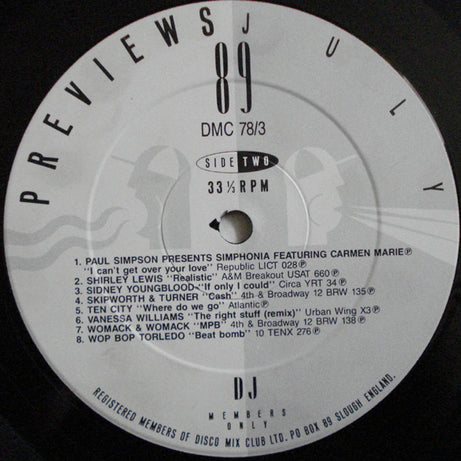 PREVIEWS JULY
89
DMC 78/3
SIDE TWO
33 ⅓ RPM
1. PAUL SIMPSON PRESENTS SIMPHONIA FEATURING CARMEN MARIE ℗
"I can't get over your love" Republic LICT 028 ℗
2. SHIRLEY LEWIS "Realistic" A&M Breakout USAT 660 ℗
3. SIDNEY YOUNGBLOOD "If only I could" Circa YRT 34 ℗
4. SKIPWORTH & TURNER "Cash" 4th & Broadway 12 BRW 135 ℗
5. TEN CITY "Where do we go" Atlantic ℗
6. VANESSA WILLIAMS "The right stuff (remix)" Urban Wing X3 ℗
7. WOMACK & WOMACK "MPB" 4th & Broadway 12 BRW 138 ℗
8. WOP BOP TORLEDO "Beat bomb" 10 TENX 276 ℗
DJ
MEMBERS
ONLY
REGISTERED MEMBERS OF DISCO MIX CLUB LTD. PO BOX 89 SLOUGH ENGLAND.